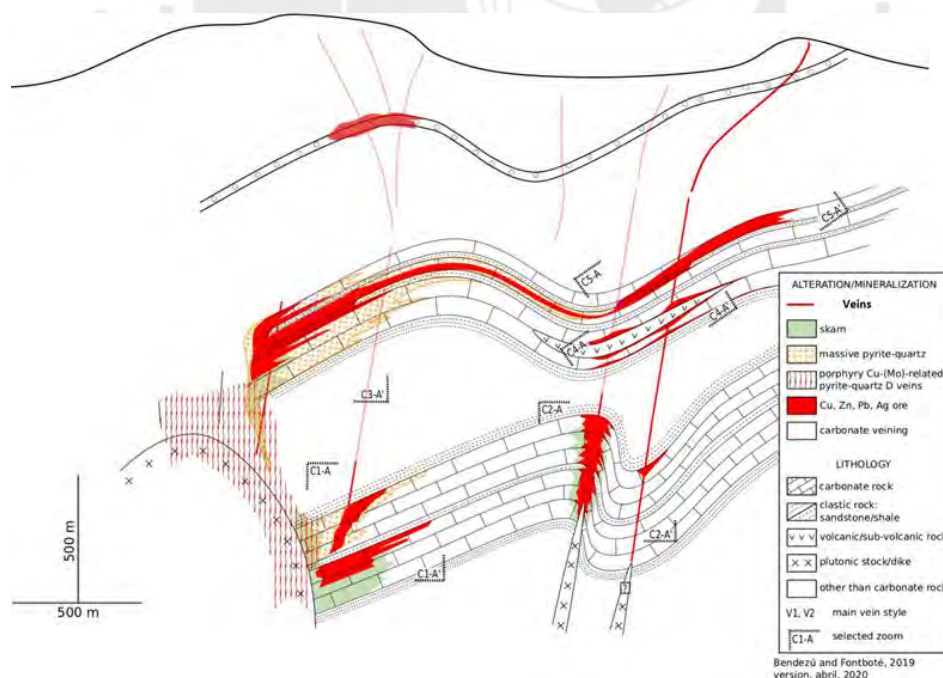 C5-A'
C5-A
C4-A'
C4-A
C3-A'
C2-A
C1-A
C2-A'
C1-A'
?
500 m
500 m
ALTERATION/MINERALIZATION
Veins
skarn
massive pyrite-quartz
porphyry Cu-(Mo)-related
pyrite-quartz D veins
Cu, Zn, Pb, Ag ore
carbonate veining
LITHOLOGY
carbonate rock
clastic rock:
sandstone/shale
volcanic/sub-volcanic rock
plutonic stock/dike
other than carbonate rock
V1, V2 main vein style
C1-A selected zoom
Bendezú and Fontboté, 2019
version, abril, 2020